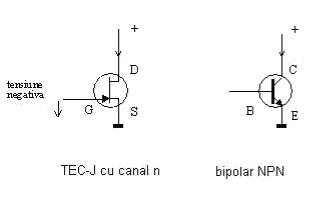 +
+
D
C
tensiune
negativa
G
S
B
E
TEC-J cu canal n
bipolar NPN